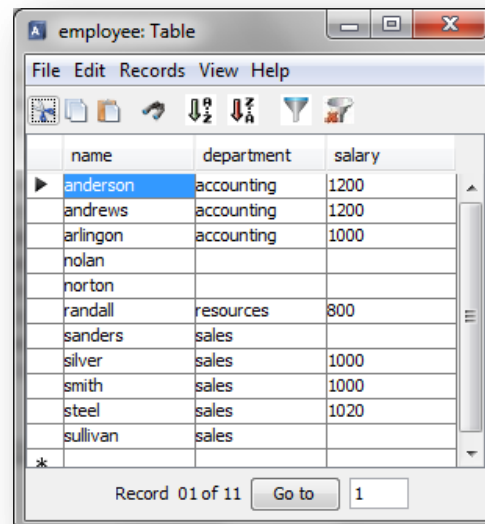 employee: Table
File Edit Records View Help
name department salary
anderson accounting 1200
andrews accounting 1200
arlingon accounting 1000
nolan
norton
randall resources 800
sanders sales
silver sales 1000
smith sales 1000
steel sales 1020
sullivan sales
*
Record 01 of 11 Go to 1